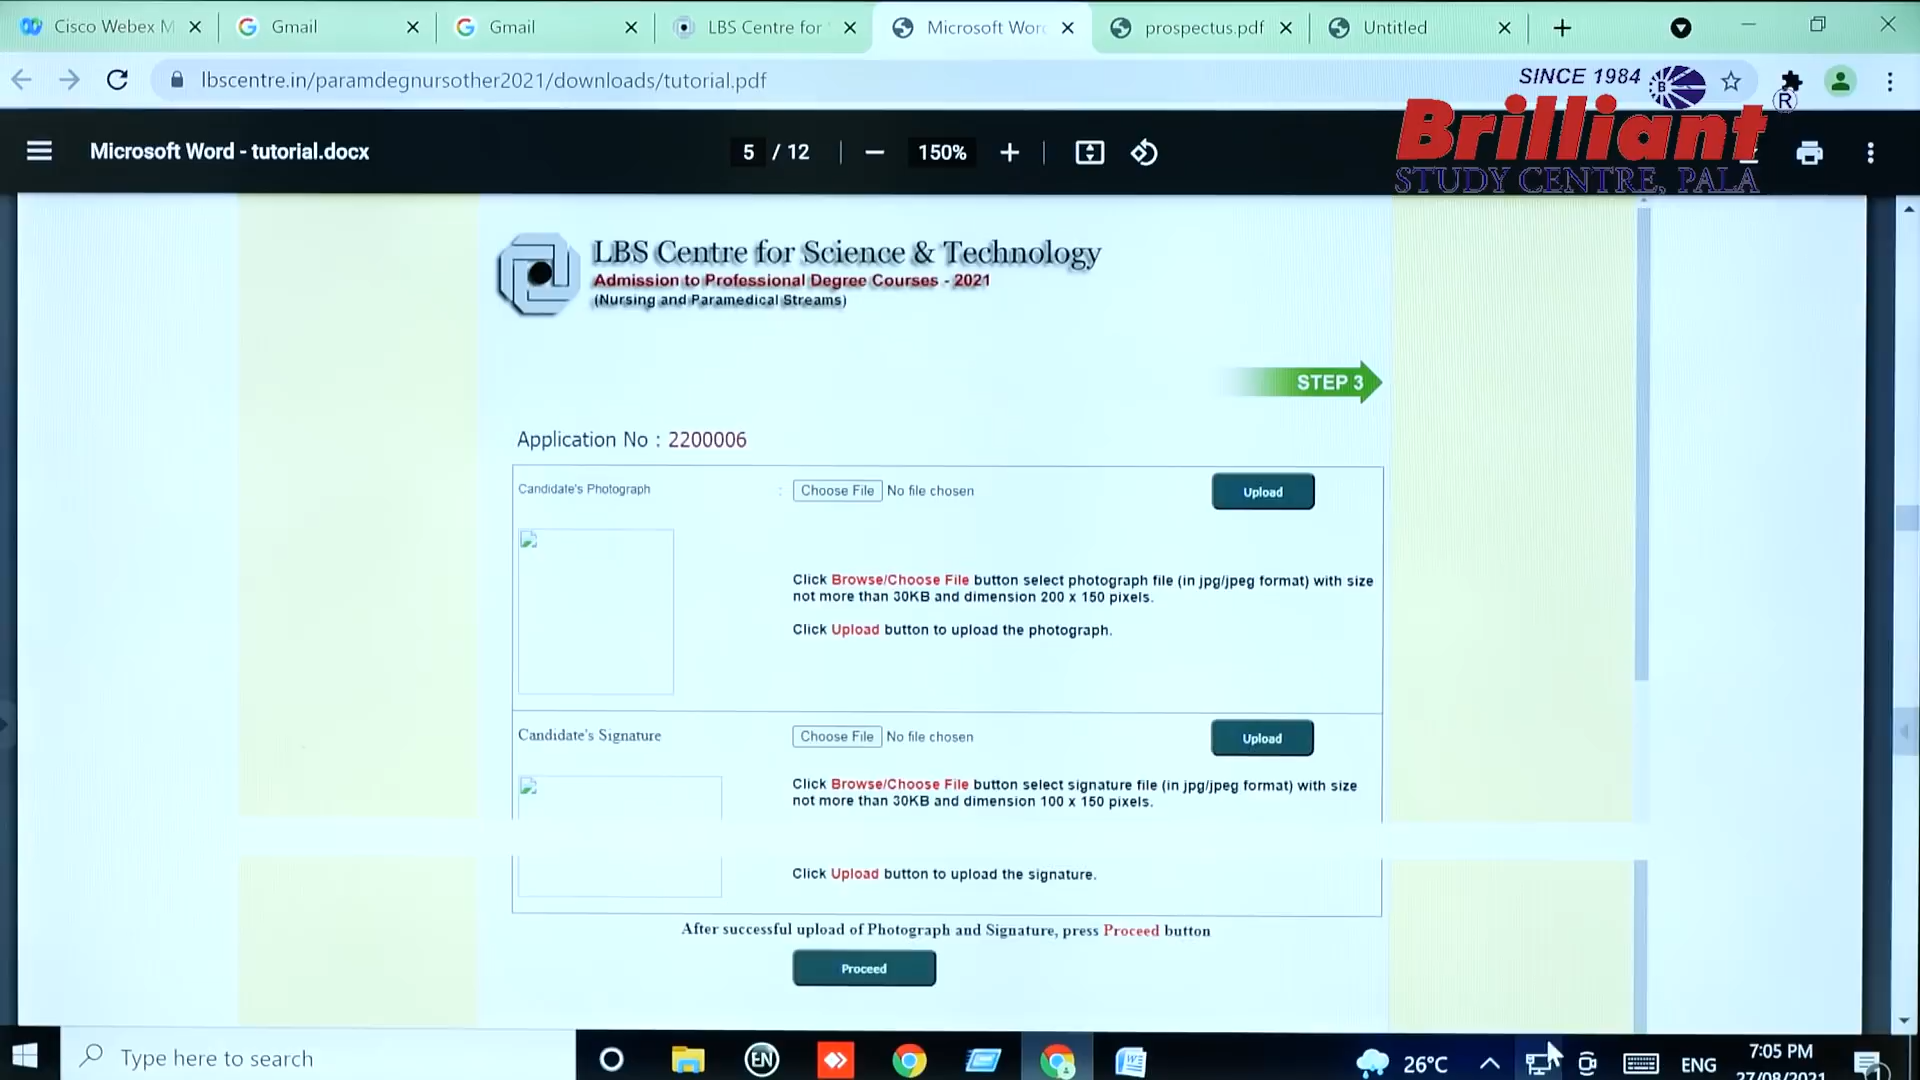 Cisco Webex M
Gmail
Gmail
LBS Centre for
Microsoft Word
prospectus.pdf
Untitled
lbscentre.in/paramdegnursother2021/downloads/tutorial.pdf
SINCE 1984
B
R
Brilliant
STUDY CENTRE, PALA
Microsoft Word - tutorial.docx
5 / 12
150%
LBS Centre for Science & Technology
Admission to Professional Degree Courses - 2021
(Nursing and Paramedical Streams)
STEP 3
Application No : 2200006
Candidate's Photograph : Choose File No file chosen Upload
Click Browse/Choose File button select photograph file (in jpg/jpeg format) with size
not more than 30KB and dimension 200 x 150 pixels.
Click Upload button to upload the photograph.
Candidate's Signature Choose File No file chosen Upload
Click Browse/Choose File button select signature file (in jpg/jpeg format) with size
not more than 30KB and dimension 100 x 150 pixels.
Click Upload button to upload the signature.
After successful upload of Photograph and Signature, press Proceed button
Proceed
Type here to search
EN
26°C
ENG
7:05 PM
27/08/2021
1